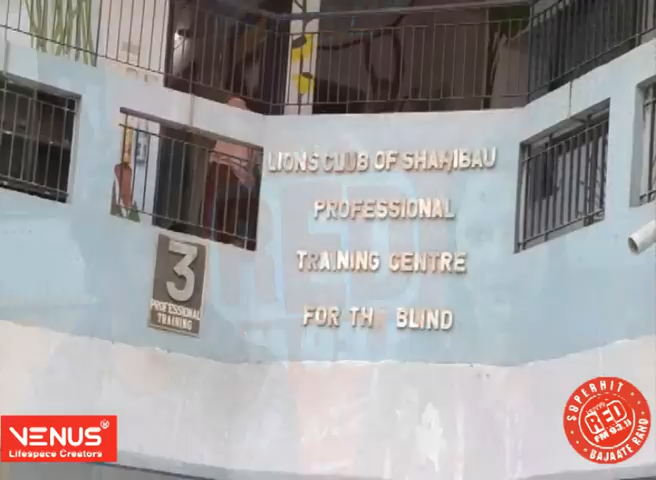 LIONS CLUB OF SHAHIBAU
PROFESSIONAL
TRAINING CENTRE
FOR TH BLIND
3
PROFESSIONAL
TRAINING
VENUS®
Lifespace Creators
SUPERHIT
RED
FM 93.5
BAJAATE RAHO